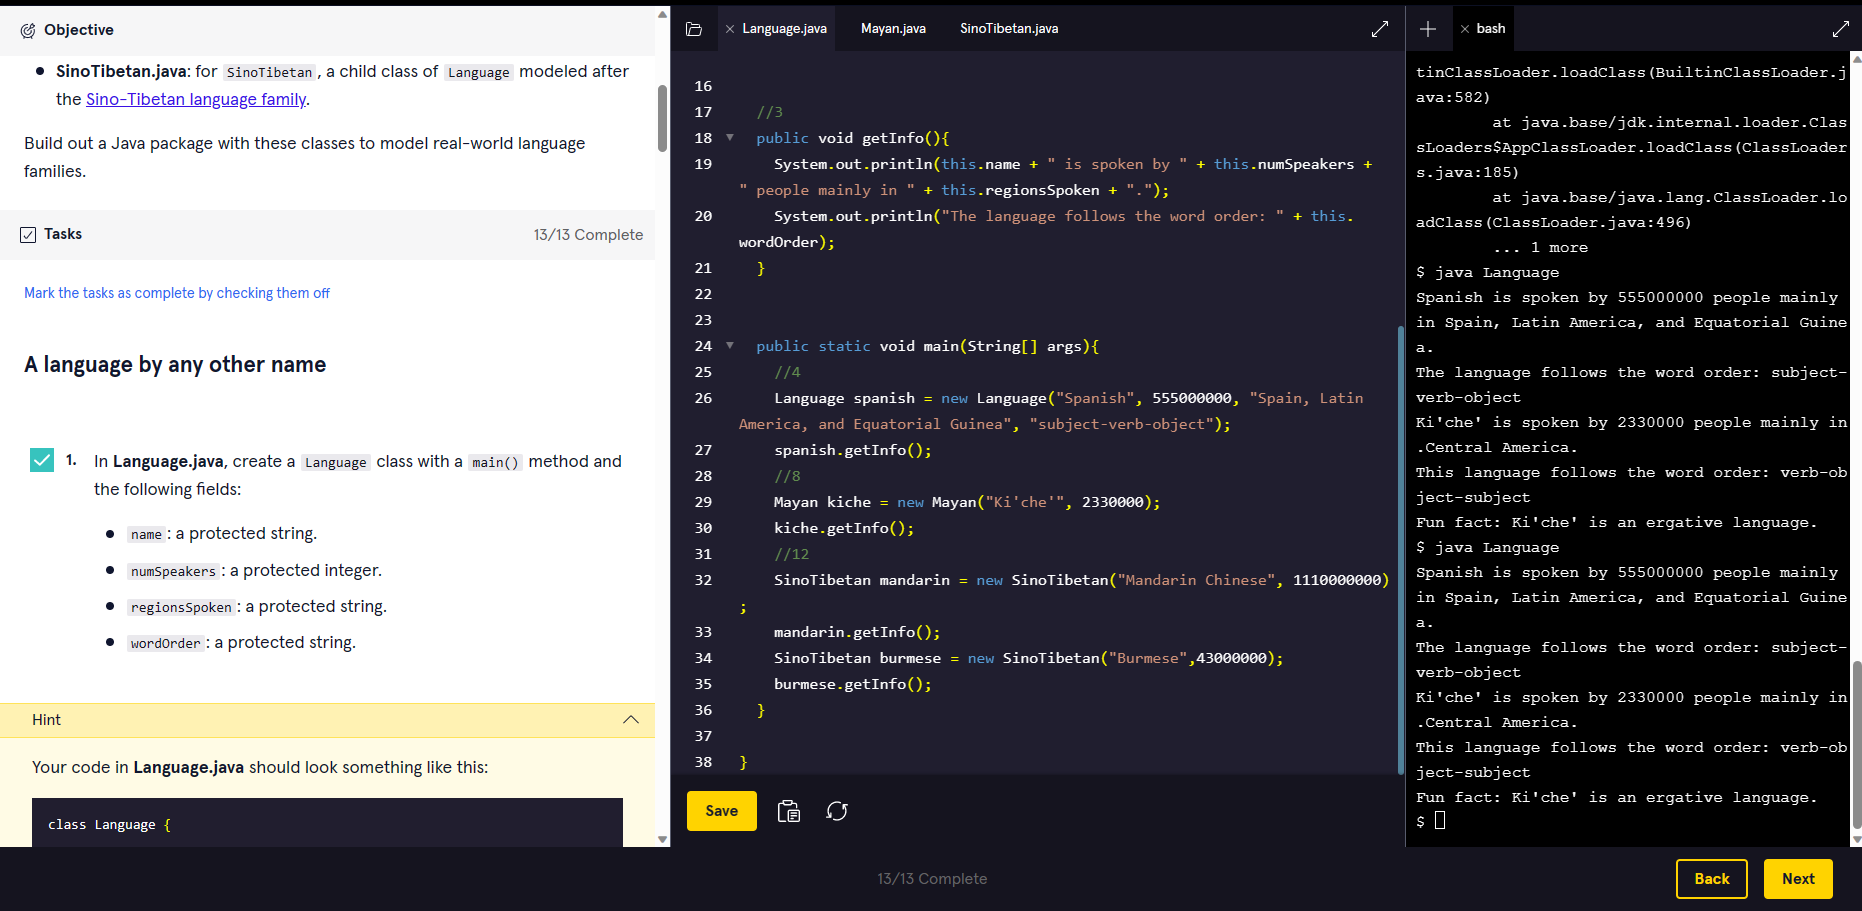 Objective
SinoTibetan.java: for SinoTibetan, a child class of Language modeled after
the Sino-Tibetan language family.
Build out a Java package with these classes to model real-world language
families.
Tasks
13/13 Complete
Mark the tasks as complete by checking them off
A language by any other name
1. In Language.java, create a Language class with a main() method and
the following fields:
name: a protected string.
numSpeakers: a protected integer.
regionsSpoken: a protected string.
wordOrder: a protected string.
Hint
Your code in Language.java should look something like this:
class Language {
Language.java Mayan.java SinoTibetan.java
16
17 //3
18 public void getInfo(){
19 System.out.println(this.name + " is spoken by " + this.numSpeakers +
" people mainly in " + this.regionsSpoken + ".");
20 System.out.println("The language follows the word order: " + this.
wordOrder);
21 }
22
23
24 public static void main(String[] args){
25 //4
26 Language spanish = new Language("Spanish", 555000000, "Spain, Latin
America, and Equatorial Guinea", "subject-verb-object");
27 spanish.getInfo();
28 //8
29 Mayan kiche = new Mayan("Ki'che'", 2330000);
30 kiche.getInfo();
31 //12
32 SinoTibetan mandarin = new SinoTibetan("Mandarin Chinese", 1110000000)
;
33 mandarin.getInfo();
34 SinoTibetan burmese = new SinoTibetan("Burmese",43000000);
35 burmese.getInfo();
36 }
37
38 }
Save
bash
tinClassLoader.loadClass(BuiltinClassLoader.j
ava:582)
at java.base/jdk.internal.loader.Clas
sLoaders$AppClassLoader.loadClass(ClassLoader
s.java:185)
at java.base/java.lang.ClassLoader.lo
adClass(ClassLoader.java:496)
... 1 more
$ java Language
Spanish is spoken by 555000000 people mainly
in Spain, Latin America, and Equatorial Guine
a.
The language follows the word order: subject-
verb-object
Ki'che' is spoken by 2330000 people mainly in
.Central America.
This language follows the word order: verb-ob
ject-subject
Fun fact: Ki'che' is an ergative language.
$ java Language
Spanish is spoken by 555000000 people mainly
in Spain, Latin America, and Equatorial Guine
a.
The language follows the word order: subject-
verb-object
Ki'che' is spoken by 2330000 people mainly in
.Central America.
This language follows the word order: verb-ob
ject-subject
Fun fact: Ki'che' is an ergative language.
$
13/13 Complete
Back
Next